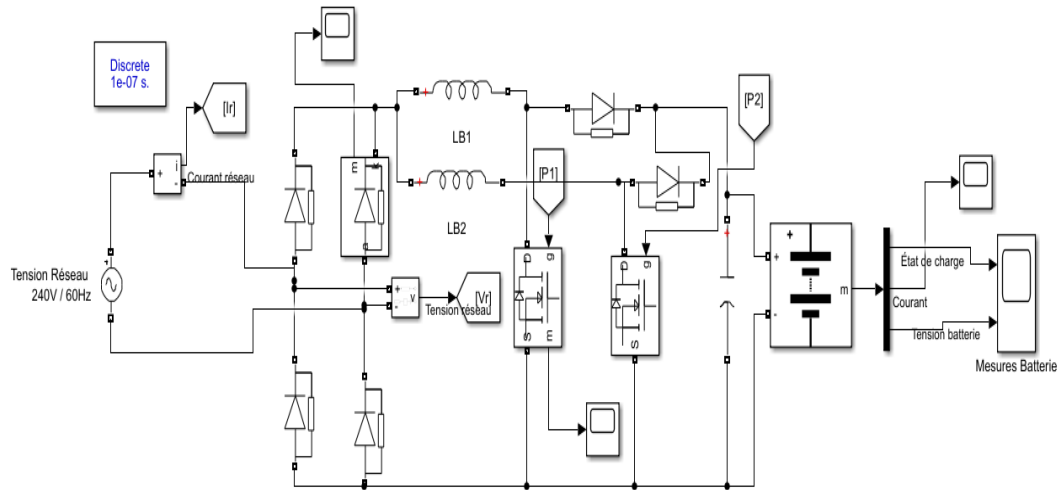 Discrete
1e-07 s.
[Ir]
+
i
-
Courant réseau
Tension Réseau
240V / 60Hz
+
m
k
a
LB1
LB2
+
-
v
[Vr]
Tension réseau
[P1]
[P2]
D
g
S
m
D
g
S
+
+
+
-
m
État de charge
Courant
Tension batterie
Mesures Batterie